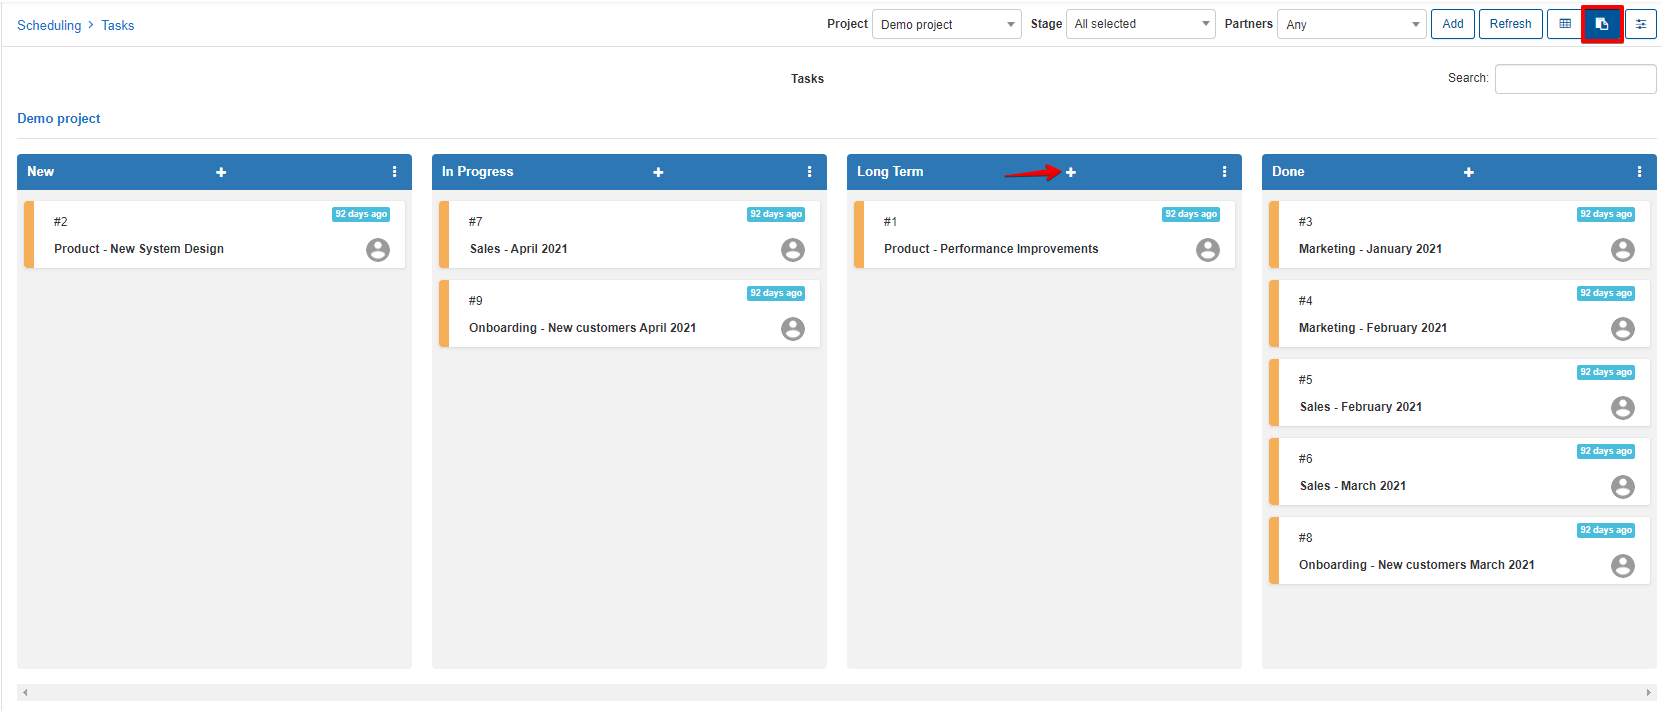 Scheduling > Tasks
Project Demo project Stage All selected Partners Any Add Refresh
Tasks
Search:
Demo project
New +
#2 92 days ago
Product - New System Design
In Progress +
#7 92 days ago
Sales - April 2021
#9 92 days ago
Onboarding - New customers April 2021
Long Term +
#1 92 days ago
Product - Performance Improvements
Done +
#3 92 days ago
Marketing - January 2021
#4 92 days ago
Marketing - February 2021
#5 92 days ago
Sales - February 2021
#6 92 days ago
Sales - March 2021
#8 92 days ago
Onboarding - New customers March 2021